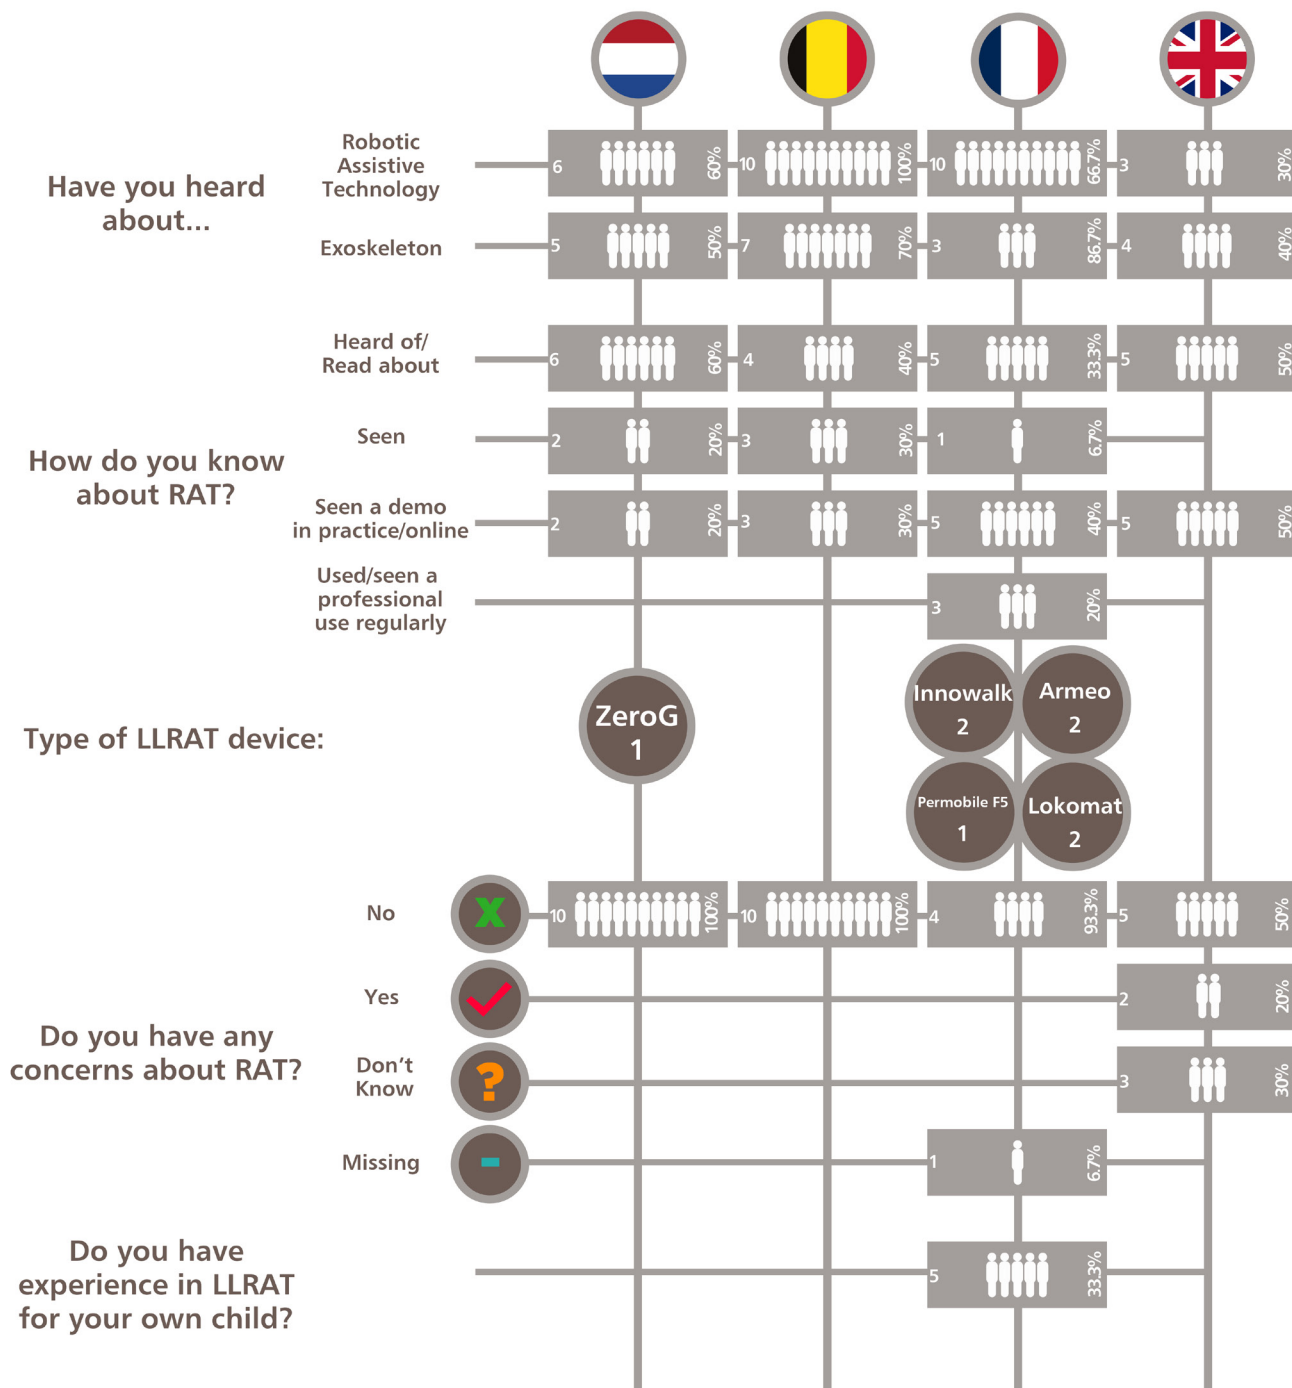 Have you heard
about...
Robotic
Assistive
Technology
6
60%
10
100%
10
66.7%
3
30%
Exoskeleton
5
50%
7
70%
3
86.7%
4
40%
How do you know
about RAT?
Heard of/
Read about
6
60%
4
40%
5
33.3%
5
50%
Seen
2
20%
3
30%
1
6.7%
Seen a demo
in practice/online
2
20%
3
30%
5
40%
5
50%
Used/seen a
professional
use regularly
3
20%
Type of LLRAT device:
ZeroG
1
Innowalk
2
Armeo
2
Permobile F5
1
Lokomat
2
Do you have any
concerns about RAT?
No
X
10
100%
10
100%
4
93.3%
5
50%
Yes
2
20%
Don't
Know
?
3
30%
Missing
-
1
6.7%
Do you have
experience in LLRAT
for your own child?
5
33.3%